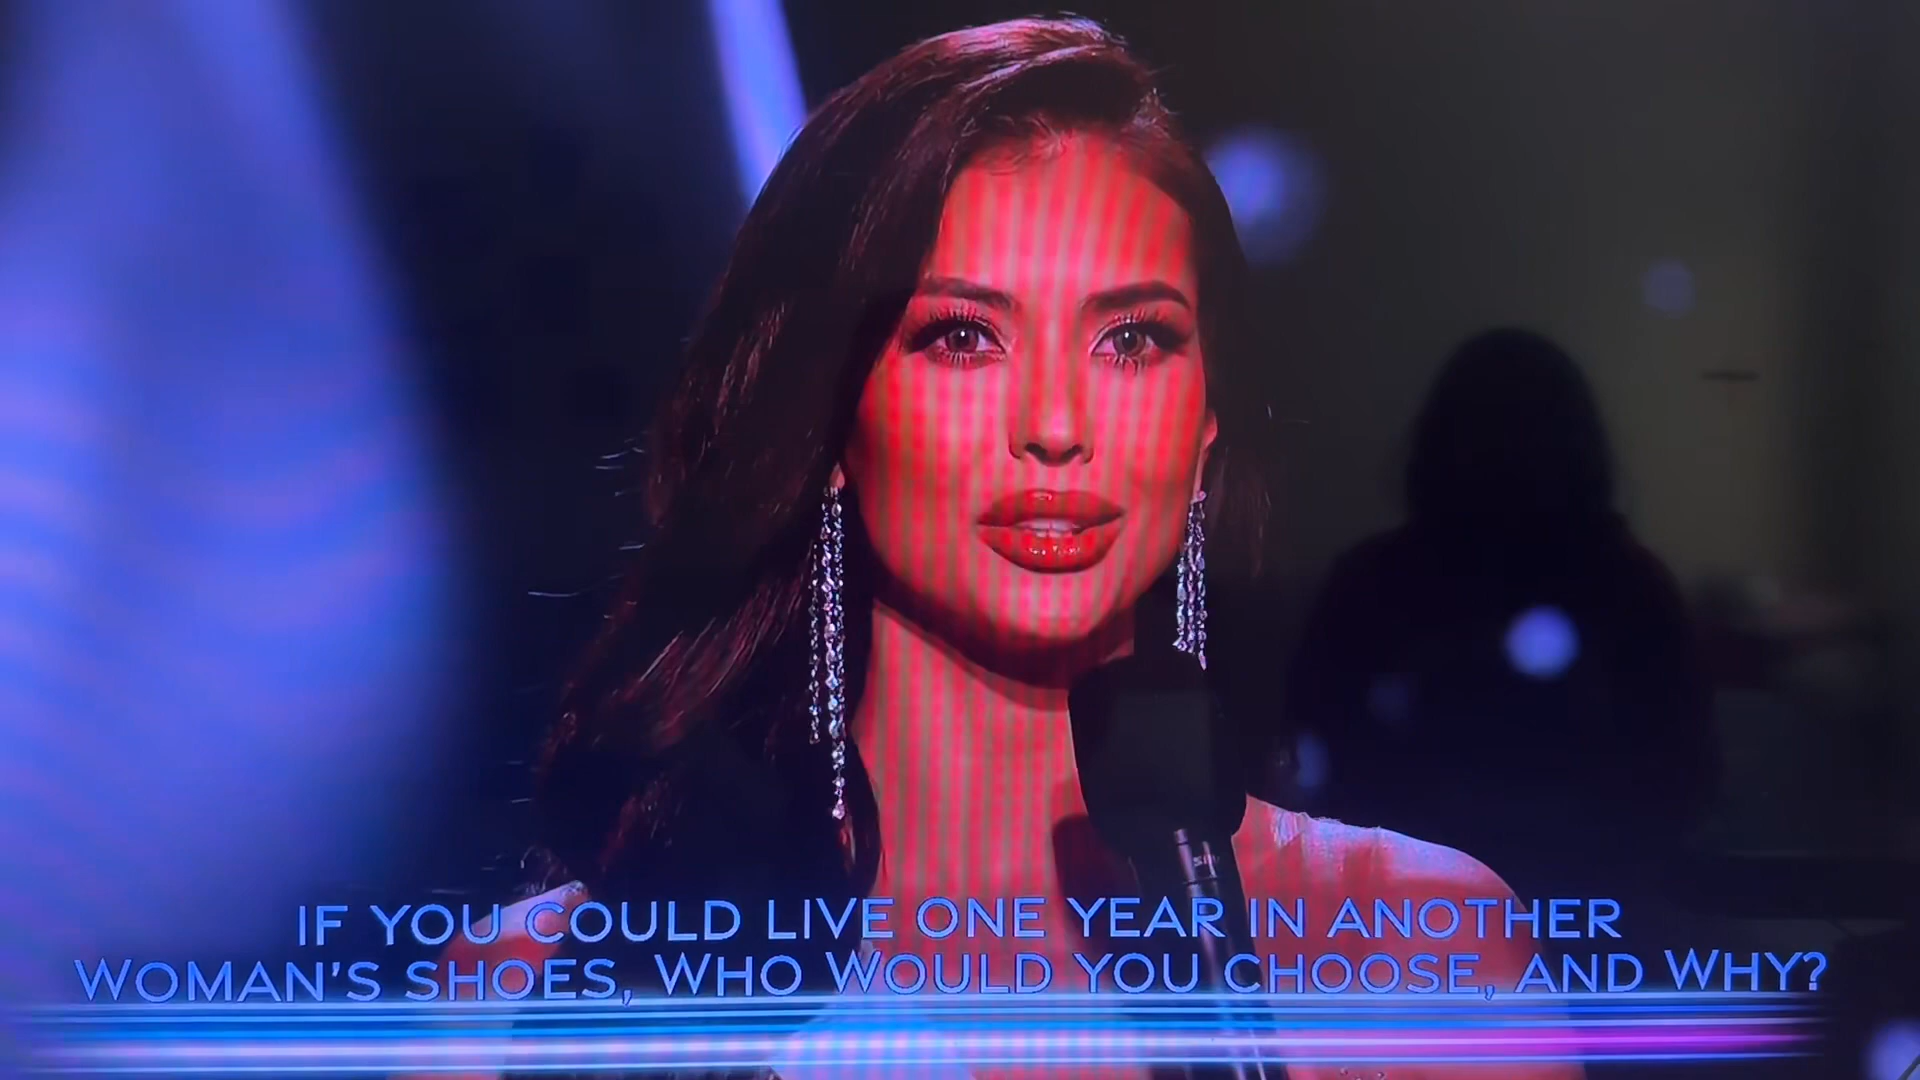 IF YOU COULD LIVE ONE YEAR IN ANOTHER
WOMAN'S SHOES, WHO WOULD YOU CHOOSE, AND WHY?